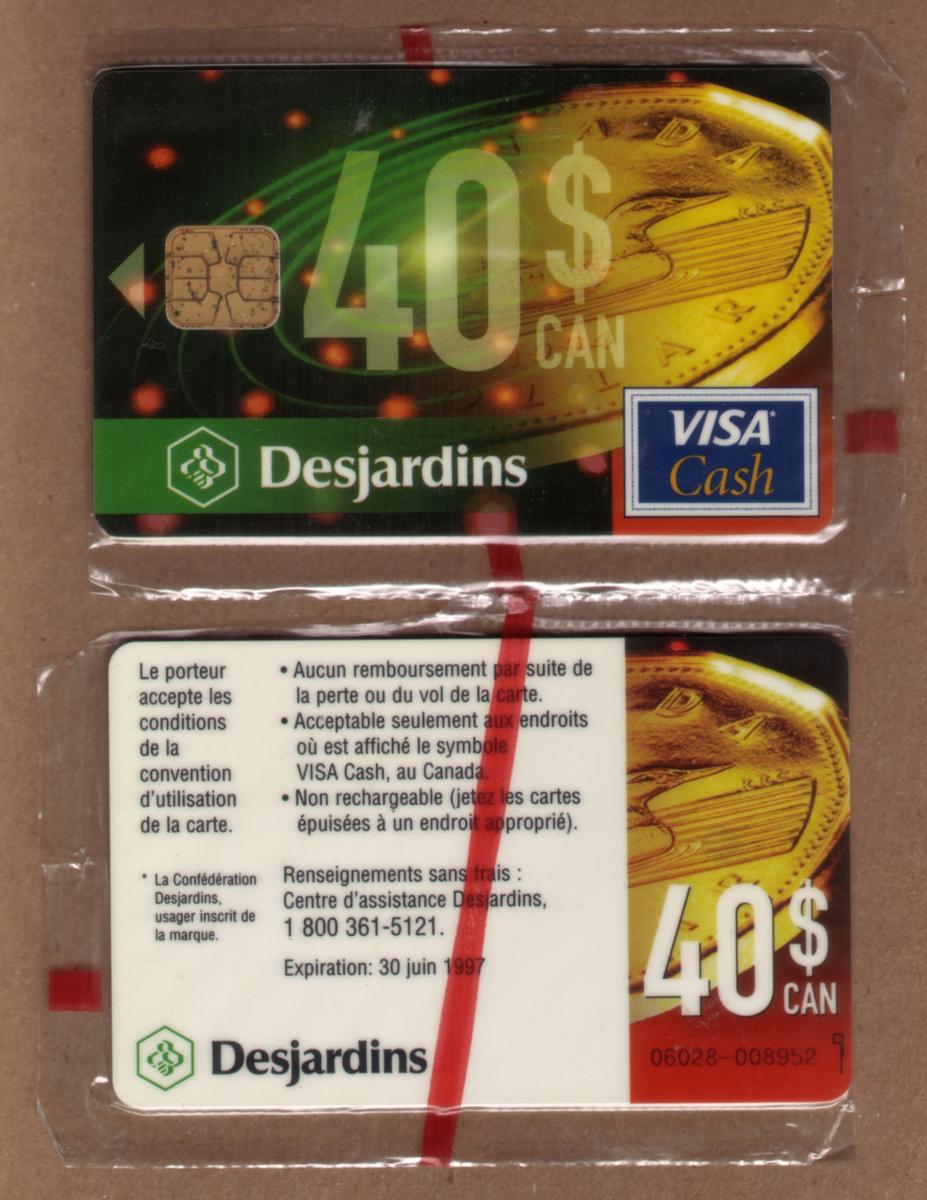 40$
CAN
Desjardins
VISA*
Cash
CANADA
DOLLAR
RRC
Le porteur
accepte les
conditions
de la
convention
d'utilisation
de la carte.
* La Confédération
Desjardins,
usager inscrit de
la marque.
• Aucun remboursement par suite de
la perte ou du vol de la carte.
• Acceptable seulement aux endroits
où est affiché le symbole
VISA Cash, au Canada.
• Non rechargeable (jetez les cartes
épuisées à un endroit approprié).
Renseignements sans frais :
Centre d'assistance Desjardins,
1 800 361-5121.
Expiration: 30 juin 1997
Desjardins
D A
RRC
40$
CAN
06028-008952